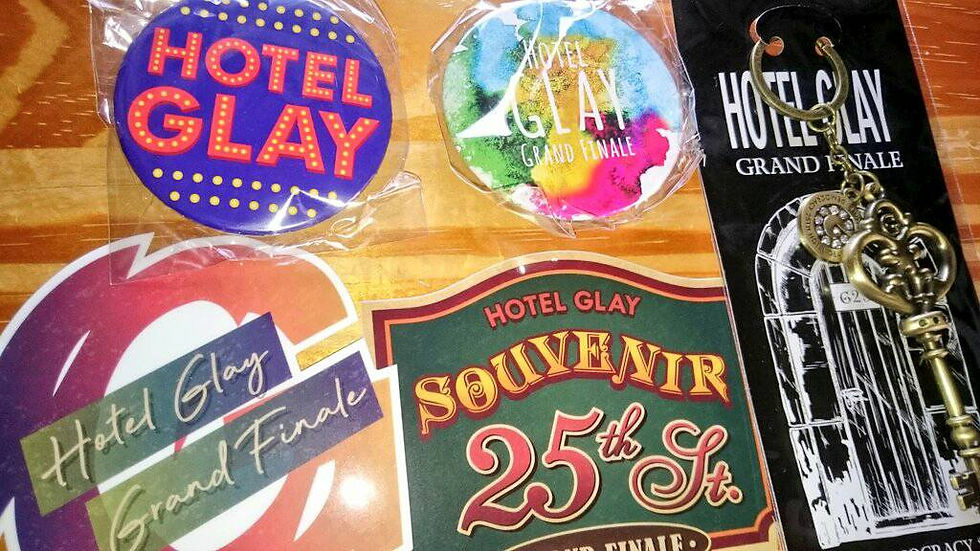 HOTEL
GLAY
HOTEL
GLAY
GRAND FINALE
HOTEL GLAY
GRAND FINALE
Hotel Glay
Grand Finale
HOTEL GLAY
SOUVENIR
25th St.
FINALE